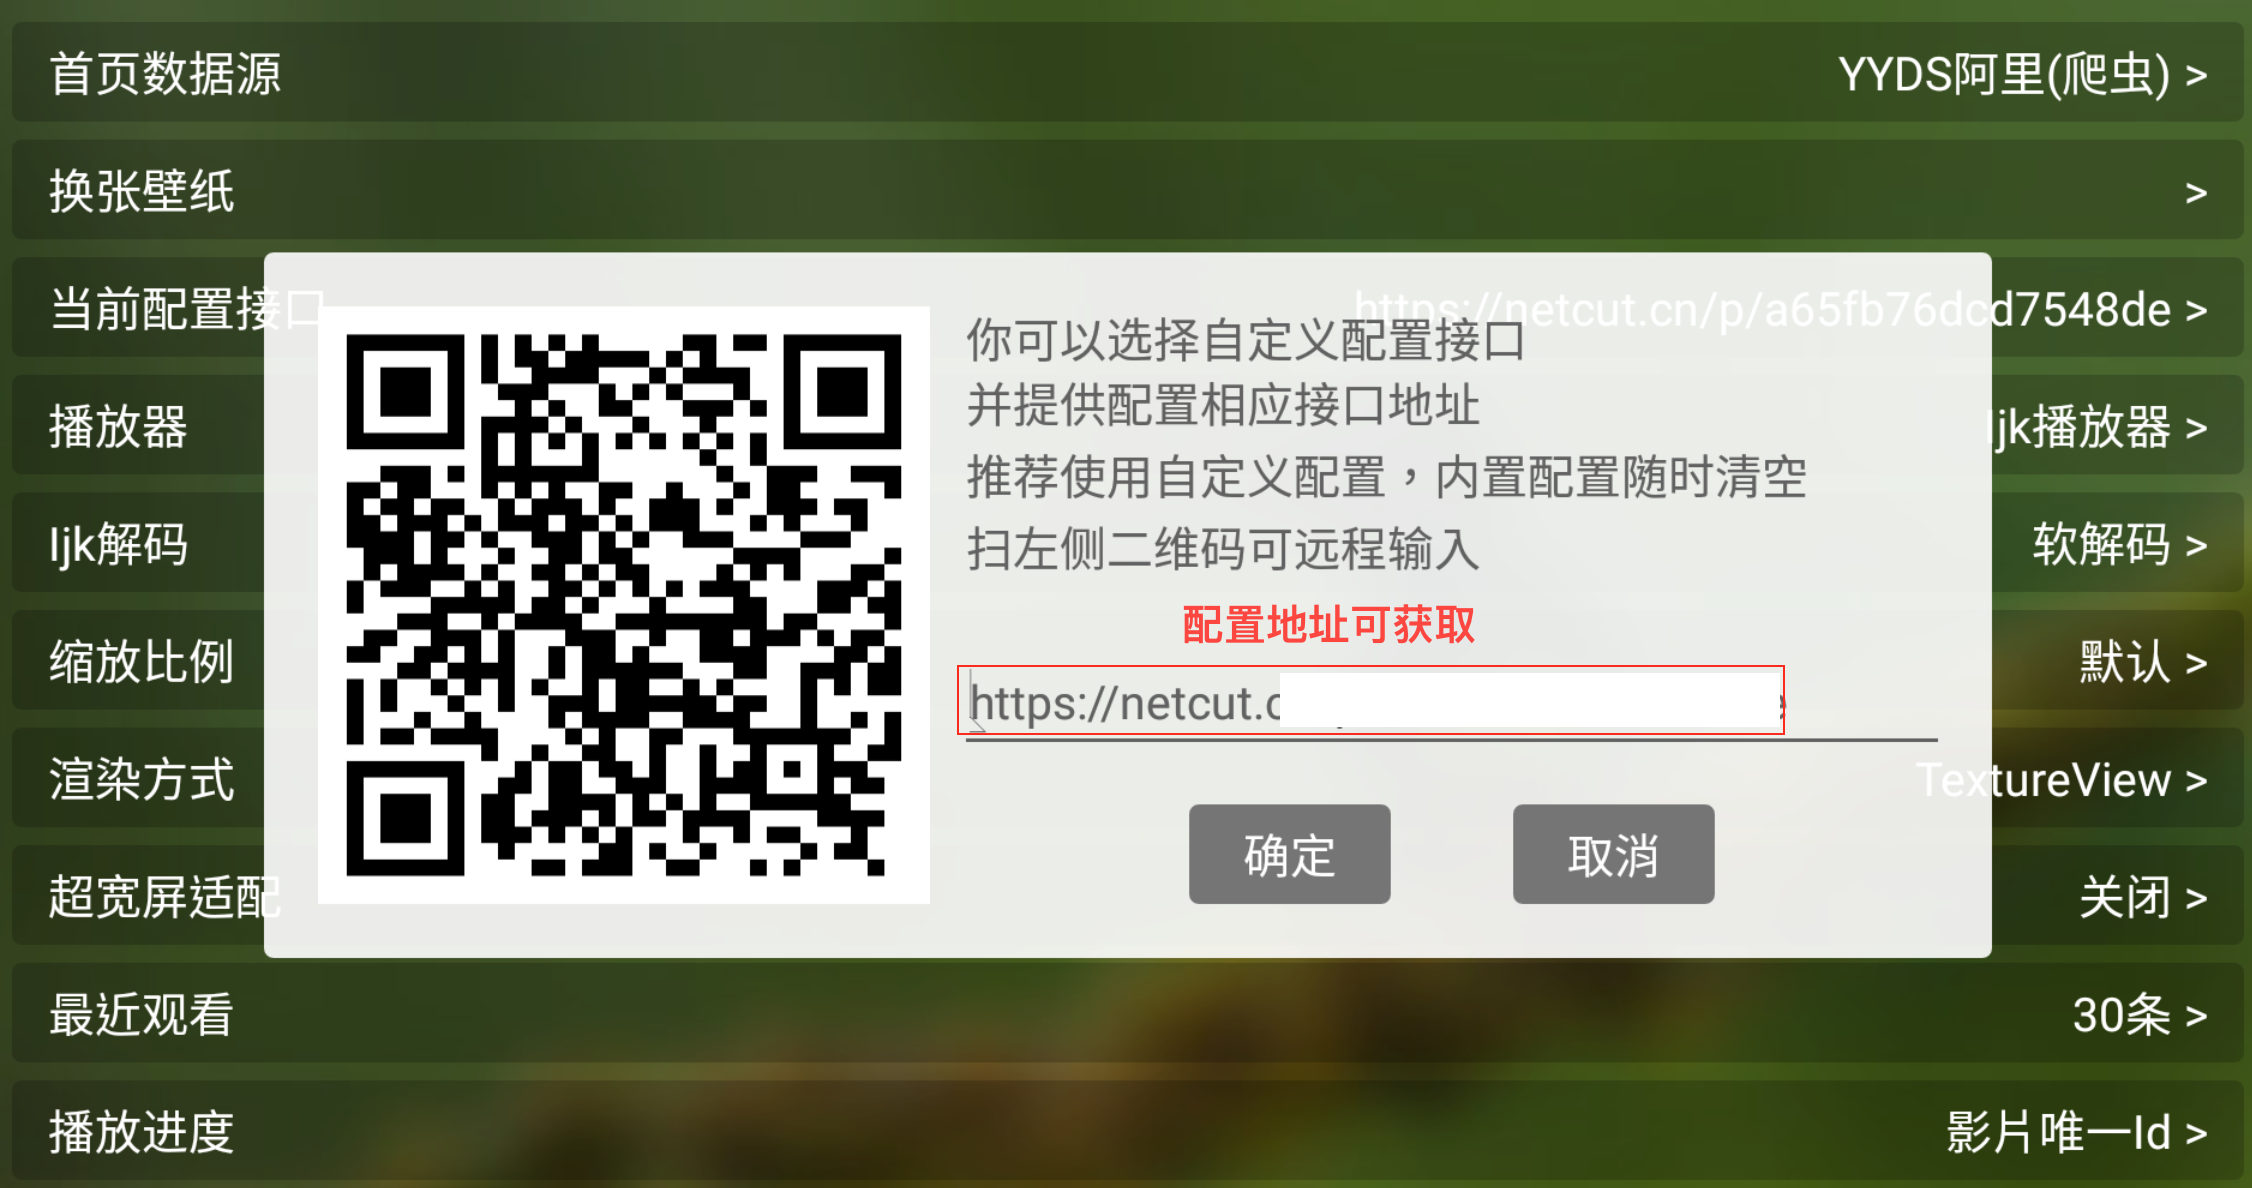 首页数据源
YYDS阿里(爬虫) >
换张壁纸
>
当前配置接口
https://netcut.cn/p/a65fb76dcd7548de >
播放器
Ijk播放器 >
Ijk解码
软解码 >
缩放比例
默认 >
渲染方式
TextureView >
超宽屏适配
关闭 >
最近观看
30条 >
播放进度
影片唯一Id >
你可以选择自定义配置接口
并提供配置相应接口地址
推荐使用自定义配置，内置配置随时清空
扫左侧二维码可远程输入
配置地址可获取
https://netcut.c
确定
取消